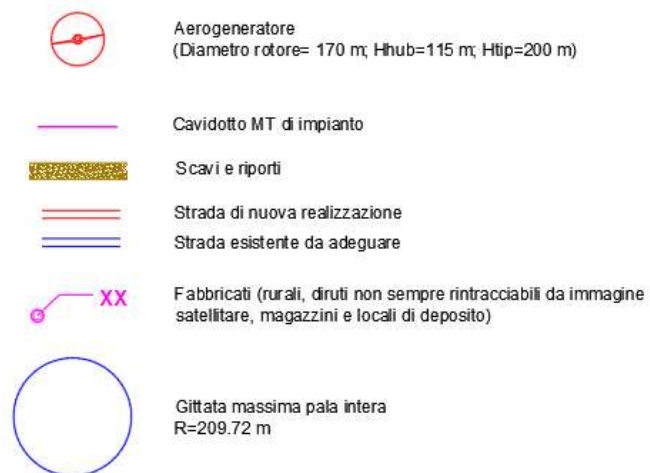 Aerogeneratore
(Diametro rotore= 170 m; Hhub=115 m; Htip=200 m)
Cavidotto MT di impianto
Scavi e riporti
Strada di nuova realizzazione
Strada esistente da adeguare
XX
Fabbricati (rurali, diruti non sempre rintracciabili da immagine
satellitare, magazzini e locali di deposito)
Gittata massima pala intera
R=209.72 m